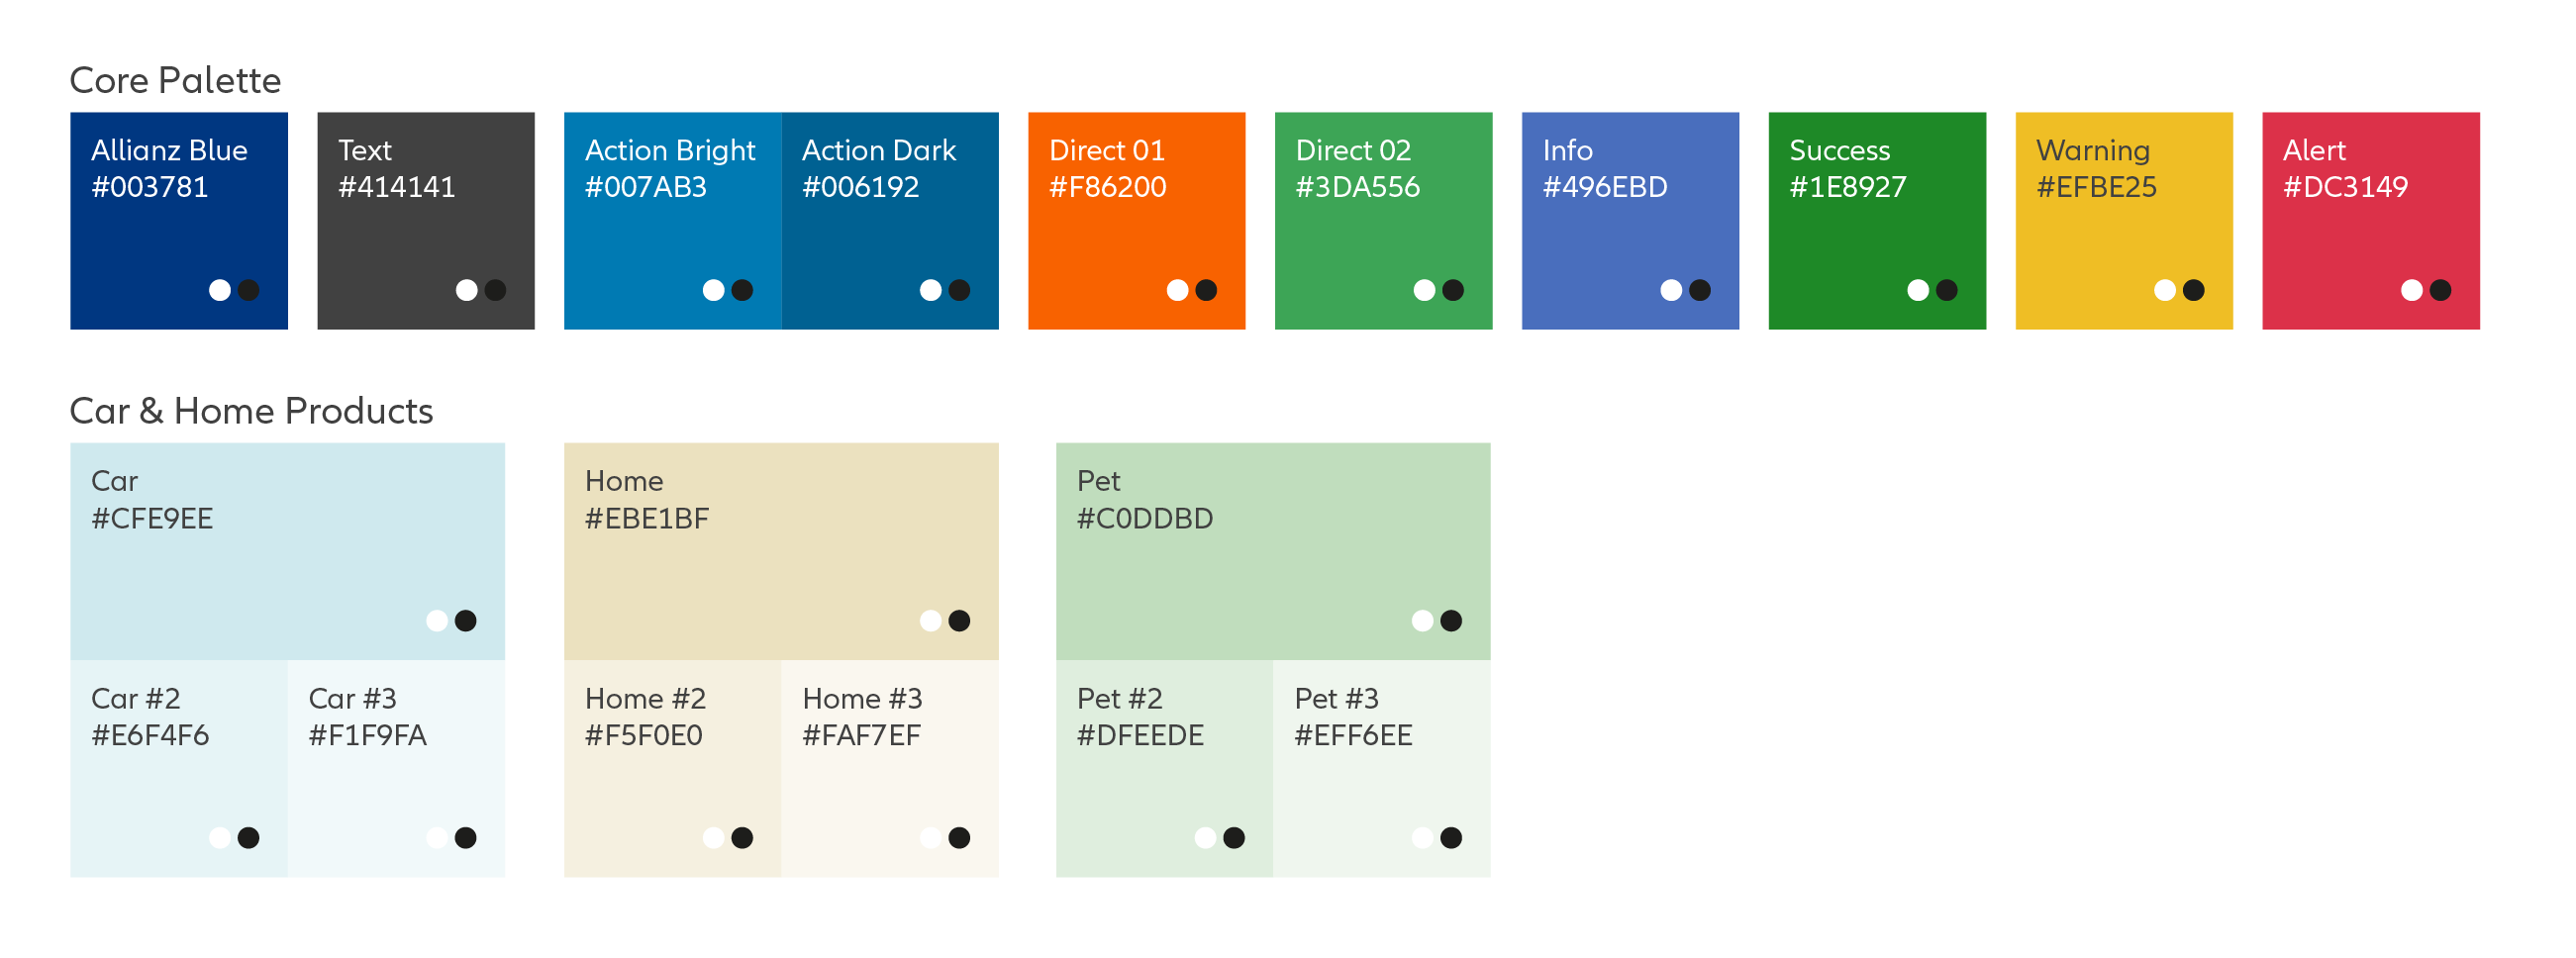 Core Palette
Allianz Blue
#003781
Text
#414141
Action Bright
#007AB3
Action Dark
#006192
Direct 01
#F86200
Direct 02
#3DA556
Info
#496EBD
Success
#1E8927
Warning
#EFBE25
Alert
#DC3149
Car & Home Products
Car
#CFE9EE
Home
#EBE1BF
Pet
#C0DDBD
Car #2
#E6F4F6
Car #3
#F1F9FA
Home #2
#F5F0E0
Home #3
#FAF7EF
Pet #2
#DFEEDE
Pet #3
#EFF6EE